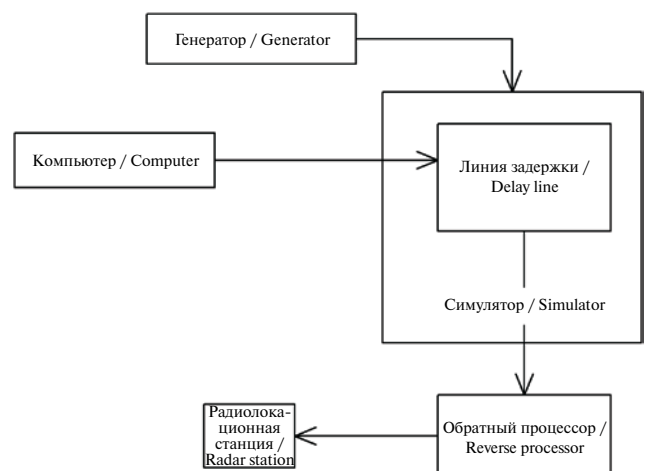 Генератор / Generator
Компьютер / Computer
Линия задержки /
Delay line
Симулятор / Simulator
Радиолока-
ционная
станция /
Radar station
Обратный процессор /
Reverse processor